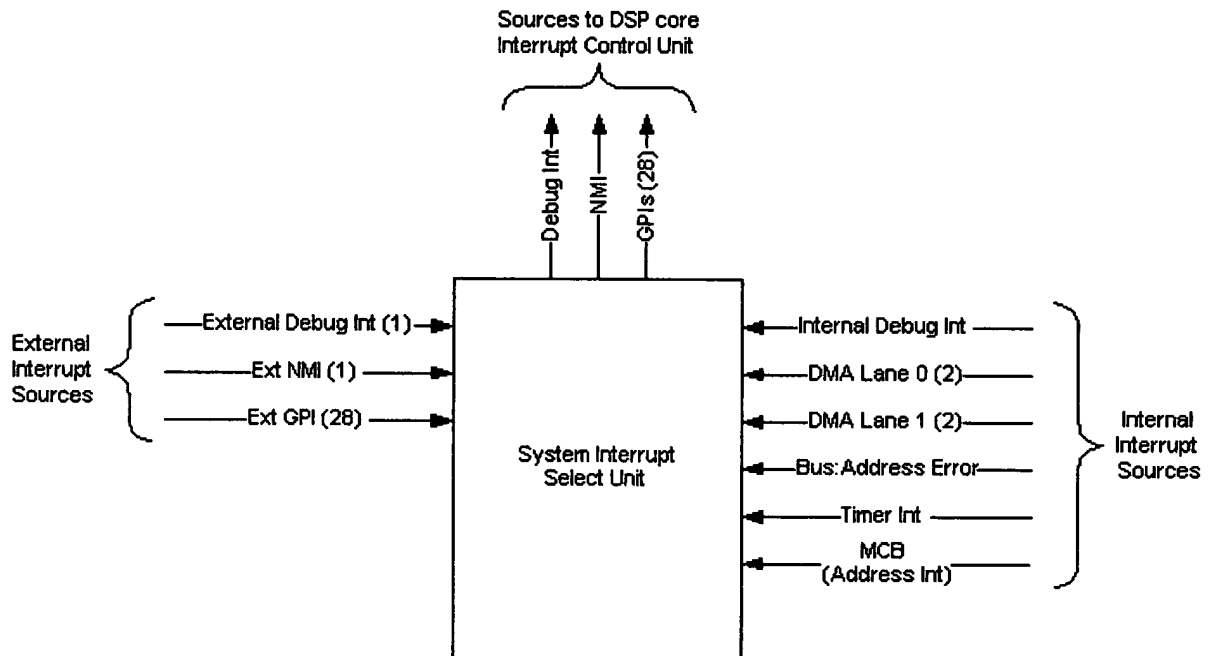 Sources to DSP core
Interrupt Control Unit
Debug Int
NMI
GPIs (28)
External
Interrupt
Sources
External Debug Int (1)
Ext NMI (1)
Ext GPI (28)
System Interrupt
Select Unit
Internal Debug Int
DMA Lane 0 (2)
DMA Lane 1 (2)
Bus:Address Error
Timer Int
MCB
(Address Int)
Internal
Interrupt
Sources